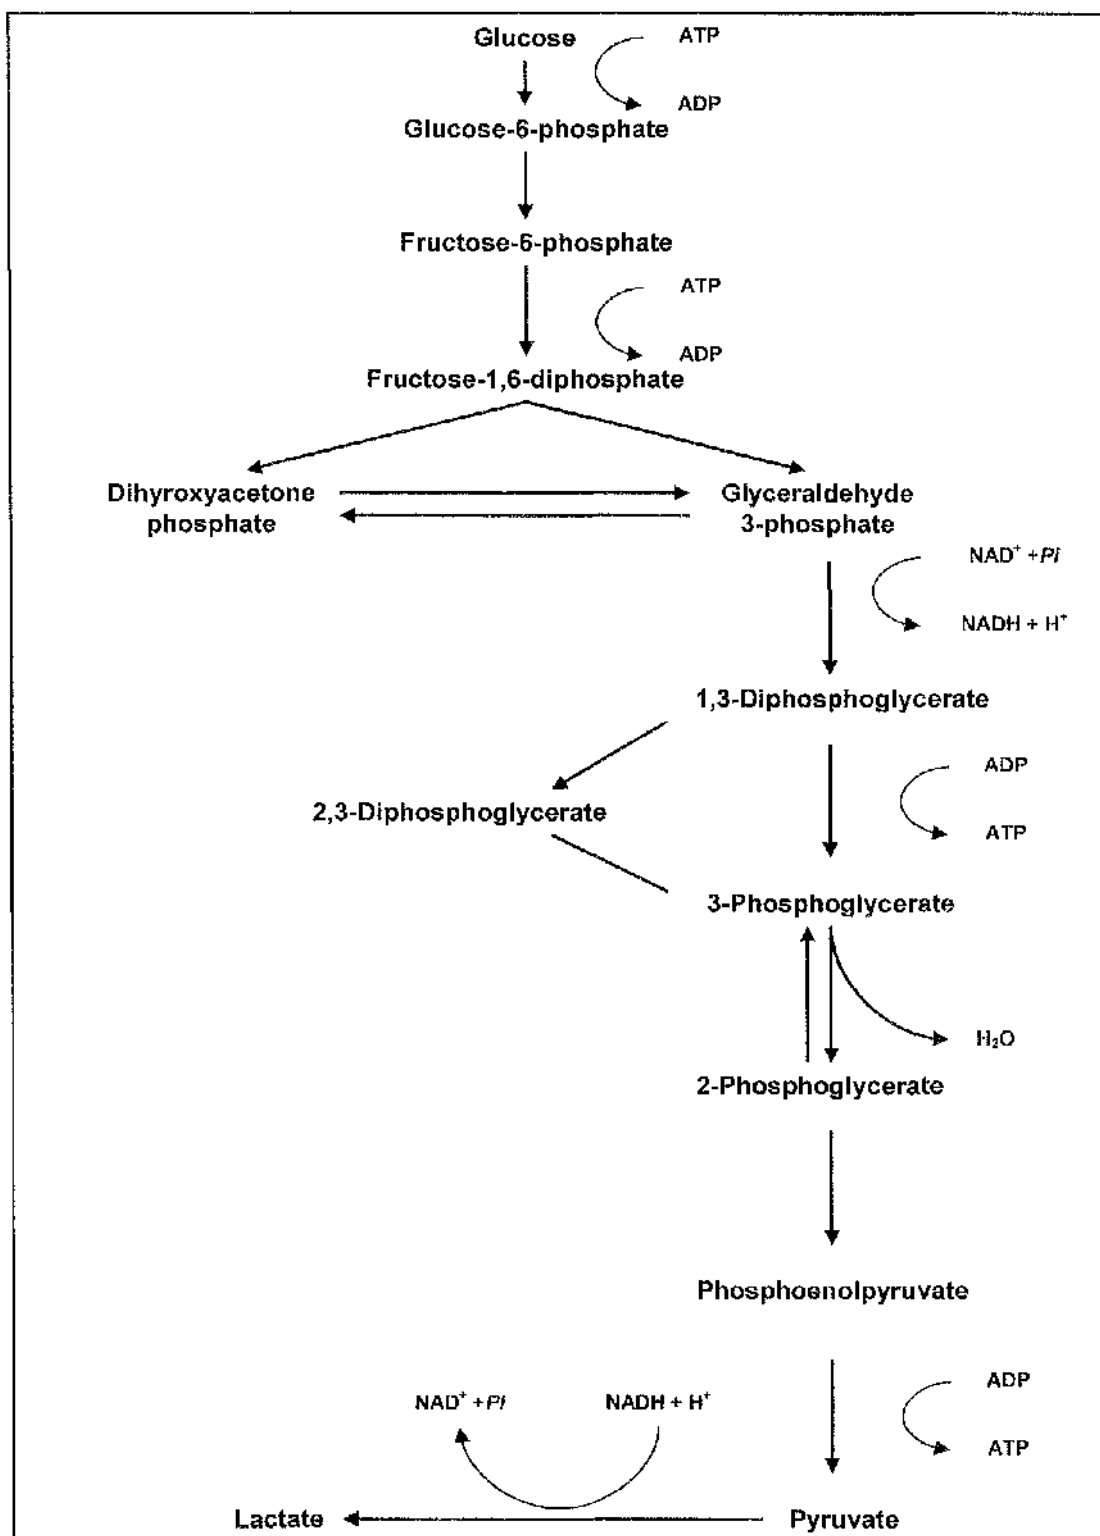 Glucose
ATP
ADP
Glucose-6-phosphate
Fructose-6-phosphate
ATP
ADP
Fructose-1,6-diphosphate
Dihyroxyacetone
phosphate
Glyceraldehyde
3-phosphate
NAD⁺ +Pi
NADH + H⁺
1,3-Diphosphoglycerate
ADP
ATP
2,3-Diphosphoglycerate
3-Phosphoglycerate
H₂O
2-Phosphoglycerate
Phosphoenolpyruvate
ADP
ATP
NAD⁺ +Pi
NADH + H⁺
Lactate
Pyruvate